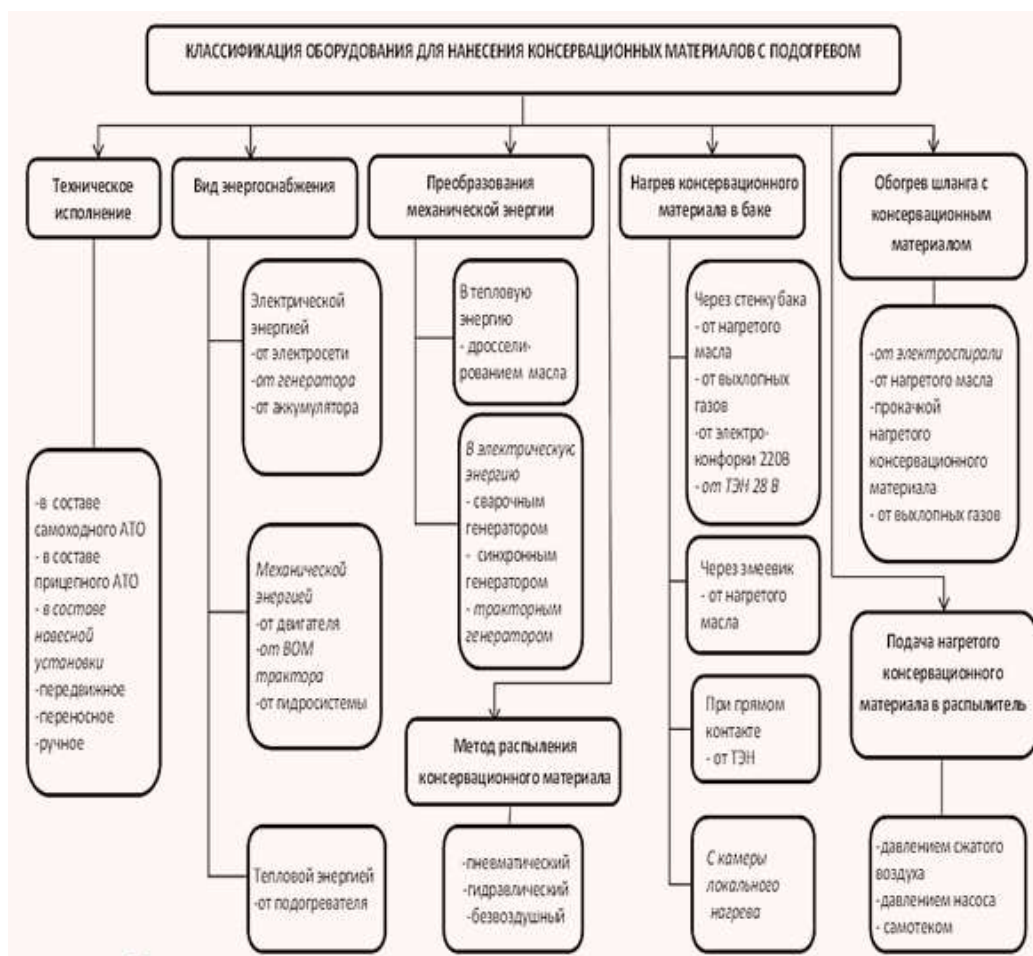 КЛАССИФИКАЦИЯ ОБОРУДОВАНИЯ ДЛЯ НАНЕСЕНИЯ КОНСЕРВАЦИОННЫХ МАТЕРИАЛОВ С ПОДОГРЕВОМ
Техническое
исполнение
-в составе
самоходного АТО
- в составе
прицепного АТО
- в составе
навесной
установки
-передвижное
-переносное
-ручное
Вид энергоснабжения
Электрической
энергией
-от электросети
-от генератора
-от аккумулятора
Механической
энергией
-от двигателя
-от ВОМ
трактора
-от гидросистемы
Тепловой энергией
-от подогревателя
Преобразования
механической энергии
В тепловую
энергию
- дроссели-
рованием масла
В электрическую
энергию
- сварочным
генератором
- синхронным
генератором
- тракторным
генератором
Метод распыления
консервационного материала
-пневматический
-гидравлический
-безвоздушный
Нагрев консервационного
материала в баке
Через стенку бака
- от нагретого
масла
- от выхлопных
газов
-от электро-
конфорки 220В
- от ТЭН 28 В
Через змеевик
- от нагретого
масла
При прямом
контакте
- от ТЭН
С камеры
локального
нагрева
Обогрев шланга с
консервационным
материалом
-от электроспирали
-от нагретого масла
-прокачкой
нагретого
консервационного
материала
- от выхлопных газов
Подача нагретого
консервационного
материала в распылитель
-давлением сжатого
воздуха
-давлением насоса
- самотеком